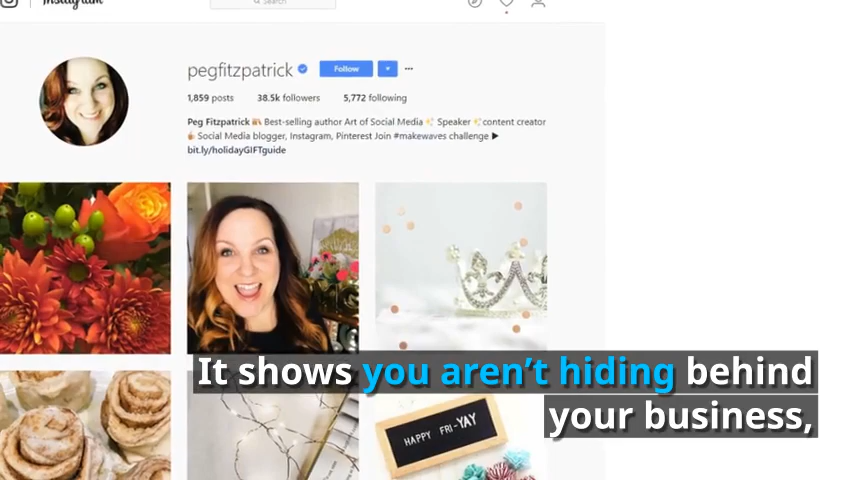 Instagram
Search
pegfitzpatrick
Follow
1,859 posts 38.5k followers 5,772 following
Peg Fitzpatrick Best-selling author Art of Social Media Speaker content creator
Social Media blogger, Instagram, Pinterest Join #makewaves challenge
bit.ly/holidayGIFTguide
It shows you aren’t hiding behind
your business,
HAPPY FRI-YAY